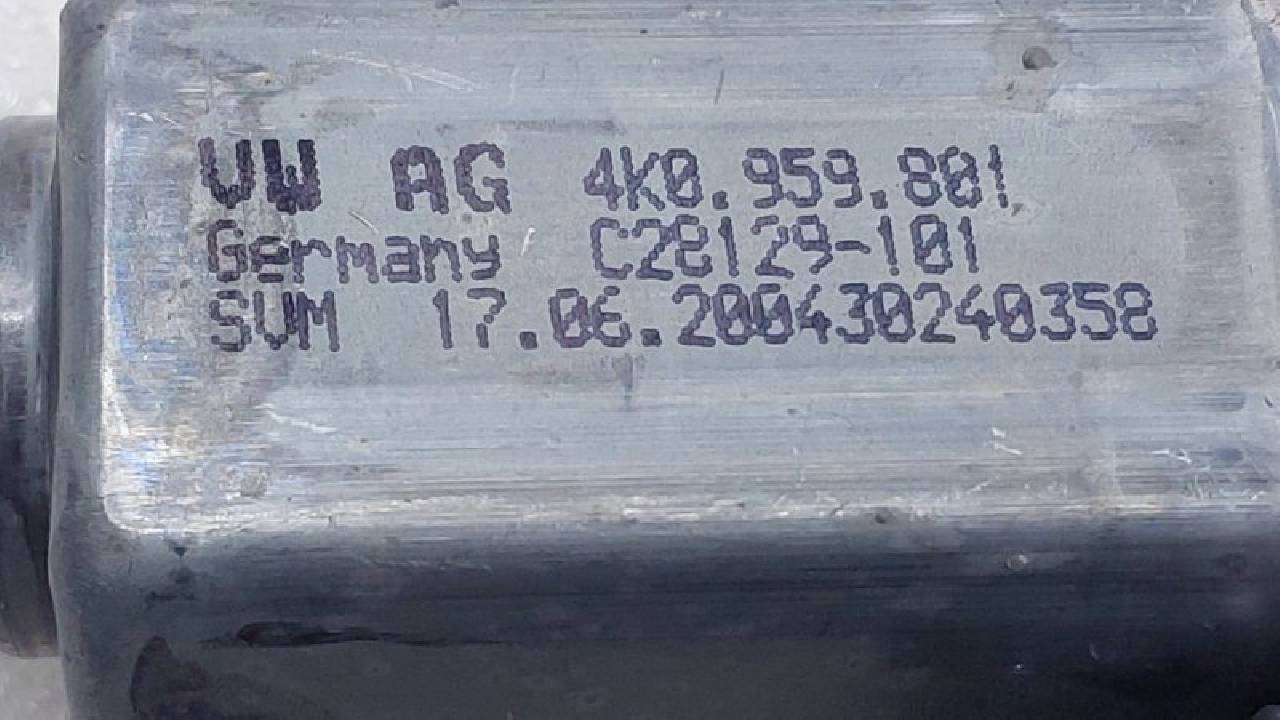 VW AG 4K0.959.801
Germany C28129-101
SVM 17.06.200430240358